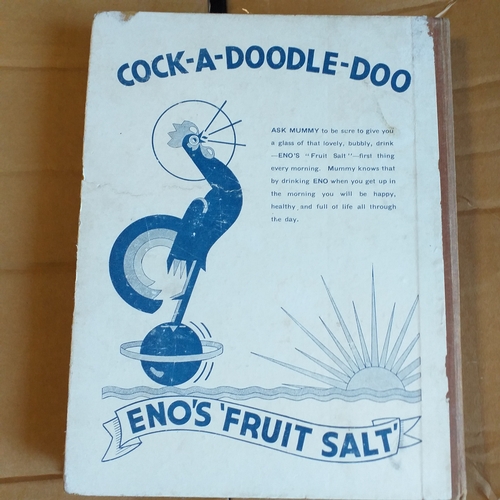 COCK-A-DOODLE-DOO
ASK MUMMY to be sure to give you
a glass of that lovely, bubbly, drink
—ENO'S "Fruit Salt"—first thing
every morning. Mummy knows that
by drinking ENO when you get up in
the morning you will be happy,
healthy and full of life all through
the day.
ENO'S 'FRUIT SALT'